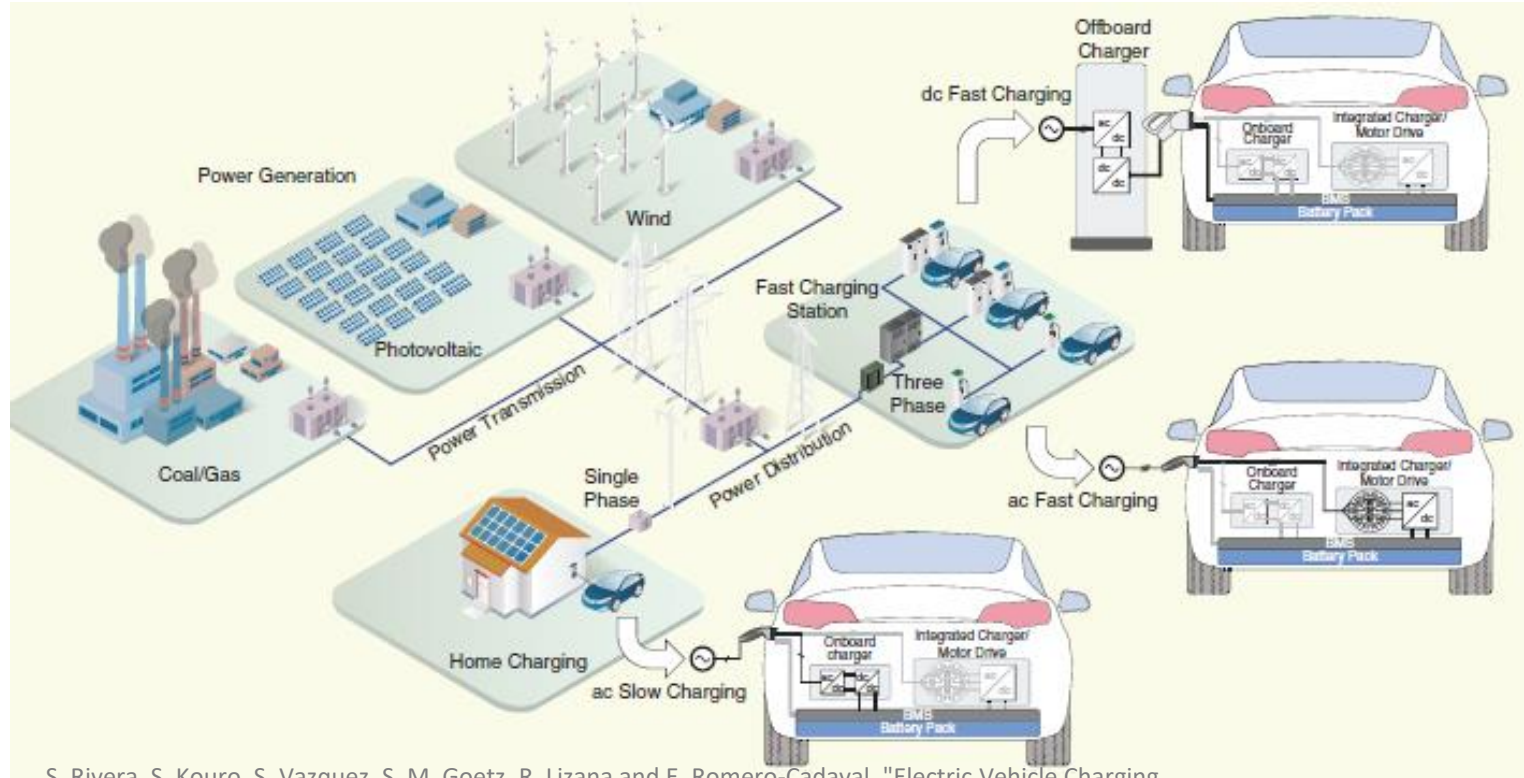 Offboard
Charger
dc Fast Charging
ac
dc
dc
dc
Onboard
Charger
Integrated Charger/
Motor Drive
ac
dc
BMS
Battery Pack
Power Generation
Wind
Photovoltaic
Coal/Gas
Power Transmission
Fast Charging
Station
Three
Phase
Power Distribution
Single
Phase
Home Charging
ac Fast Charging
Onboard
Charger
Integrated Charger/
Motor Drive
ac
dc
BMS
Battery Pack
ac Slow Charging
Onboard
charger
ac
dc
dc
dc
Integrated Charger/
Motor Drive
ac
dc
BMS
Battery Pack
S. Rivera, S. Kouro, S. Vazquez, S. M. Goetz, R. Lizana and E. Romero-Cadaval, "Electric Vehicle Charging